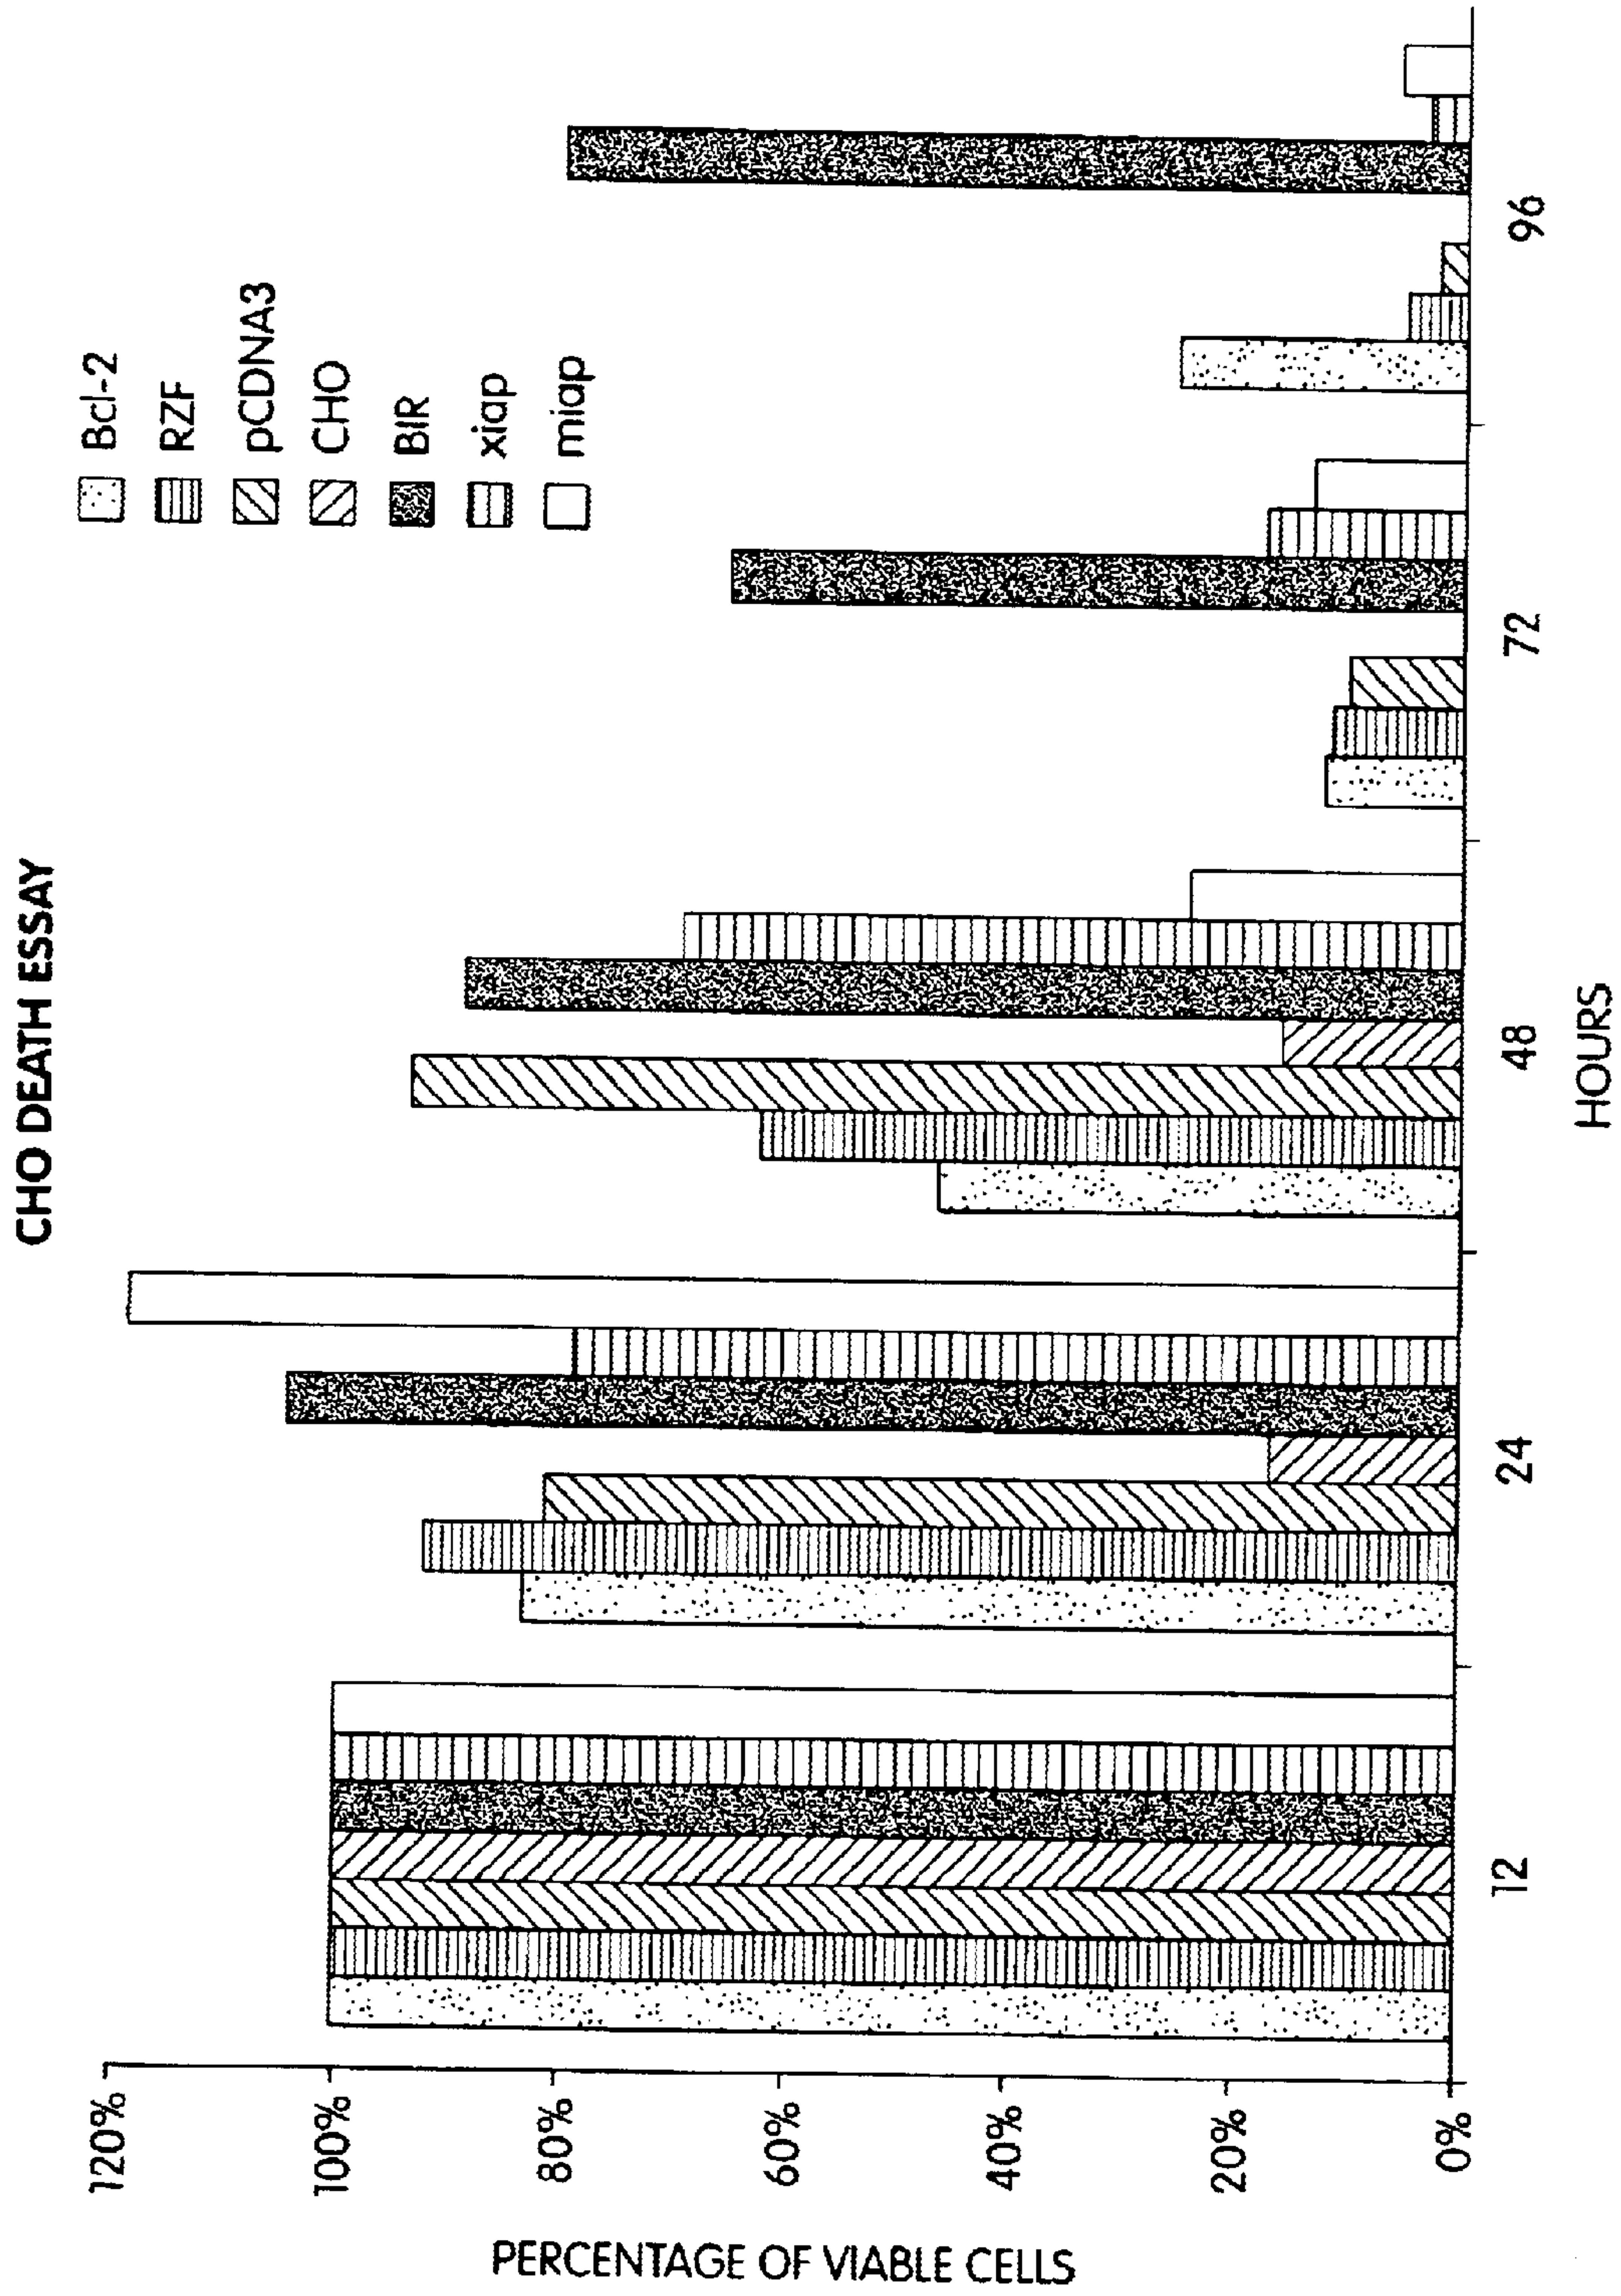 CHO DEATH ESSAY
Bcl-2
RZF
pCDNA3
CHO
BIR
xiap
miap
PERCENTAGE OF VIABLE CELLS
120%
100%
80%
60%
40%
20%
0%
12
24
48
72
96
HOURS